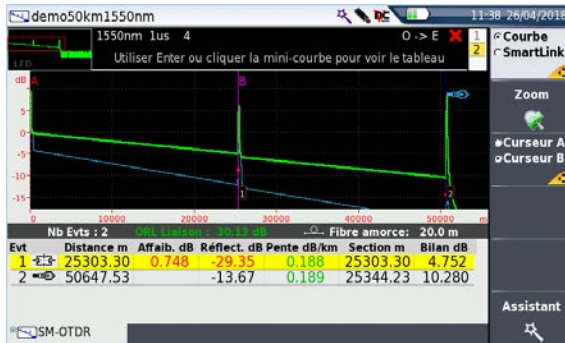 demo50km1550nm
11:38 26/04/2018
1550nm 1us 4
O -> E
1
2
Utiliser Enter ou cliquer la mini-courbe pour voir le tableau
LFD
Courbe
SmartLink
Zoom
Curseur A
Curseur B
Assistant
dB
A
B
5
0
-5
-10
-15
1
2
0 10000 20000 30000 40000 50000 m
Nb Evts : 2 ORL Liaison : 30.13 dB Fibre amorce: 20.0 m
Evt Distance m Affaib. dB Réflect. dB Pente dB/km Section m Bilan dB
1 25303.30 0.748 -29.35 0.188 25303.30 4.752
2 50647.53 -13.67 0.189 25344.23 10.280
SM-OTDR